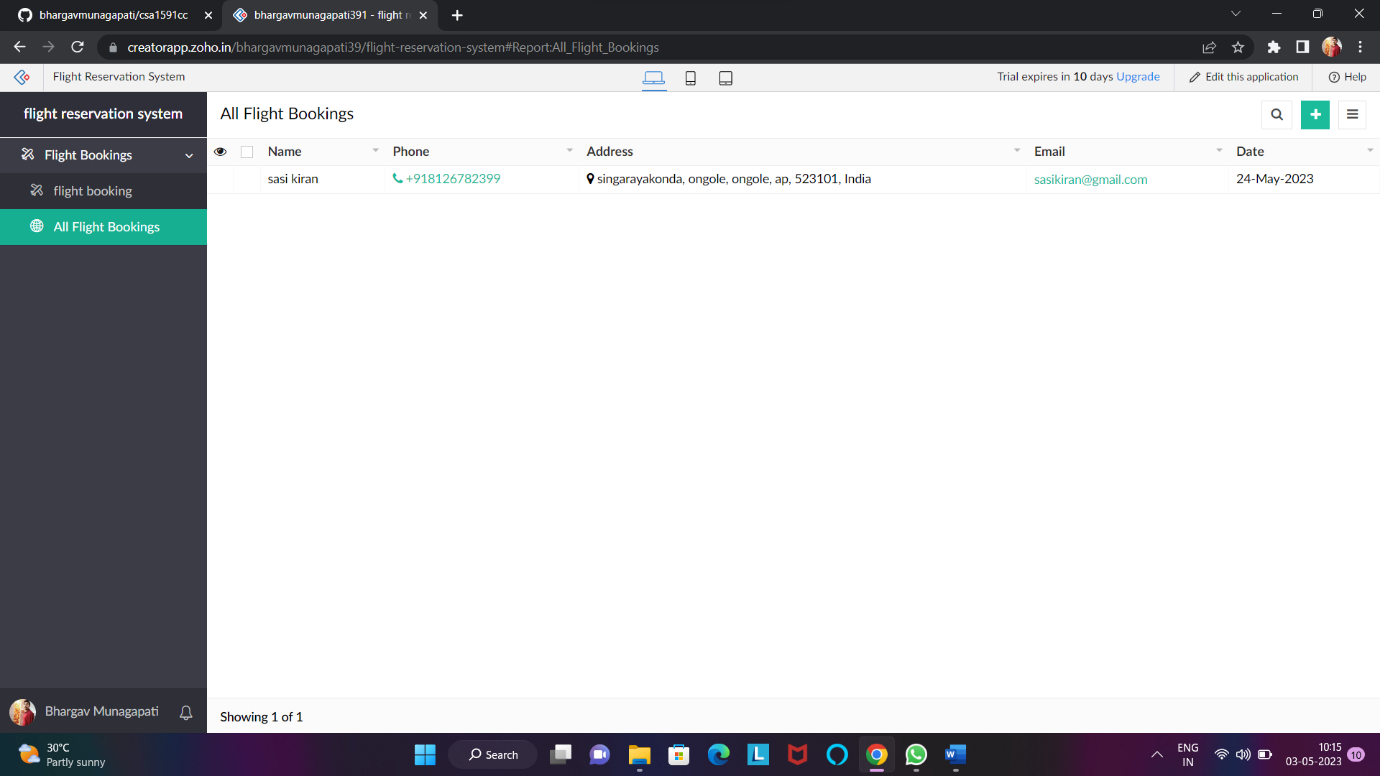 bhargavmunagapati/csa1591cc
bhargavmunagapati391 - flight r
creatorapp.zoho.in/bhargavmunagapati39/flight-reservation-system#Report:All_Flight_Bookings
Flight Reservation System
Trial expires in 10 days Upgrade
Edit this application
Help
flight reservation system
All Flight Bookings
Flight Bookings
flight booking
All Flight Bookings
Name Phone Address Email Date
sasi kiran +918126782399 singarayakonda, ongole, ongole, ap, 523101, India sasikiran@gmail.com 24-May-2023
Bhargav Munagapati
Showing 1 of 1
30°C
Partly sunny
Search
L
W
ENG
IN
10:15
03-05-2023
10